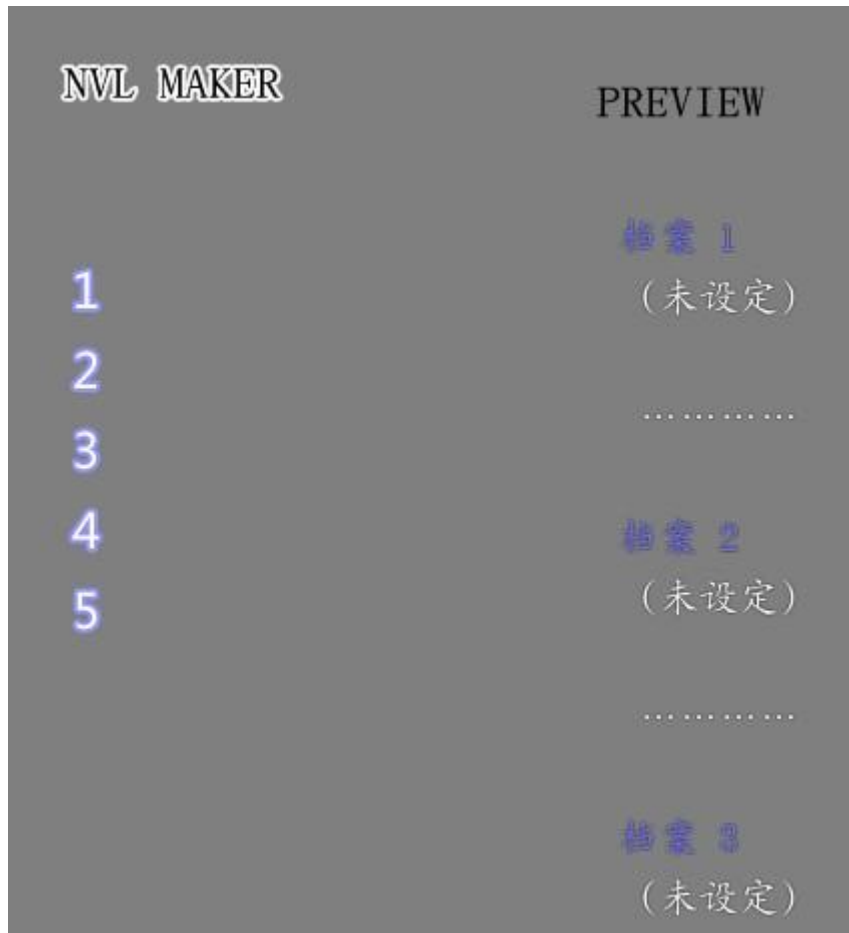 NVL MAKER
PREVIEW
1
2
3
4
5
档案 1
(未设定)
…………
档案 2
(未设定)
…………
档案 3
(未设定)